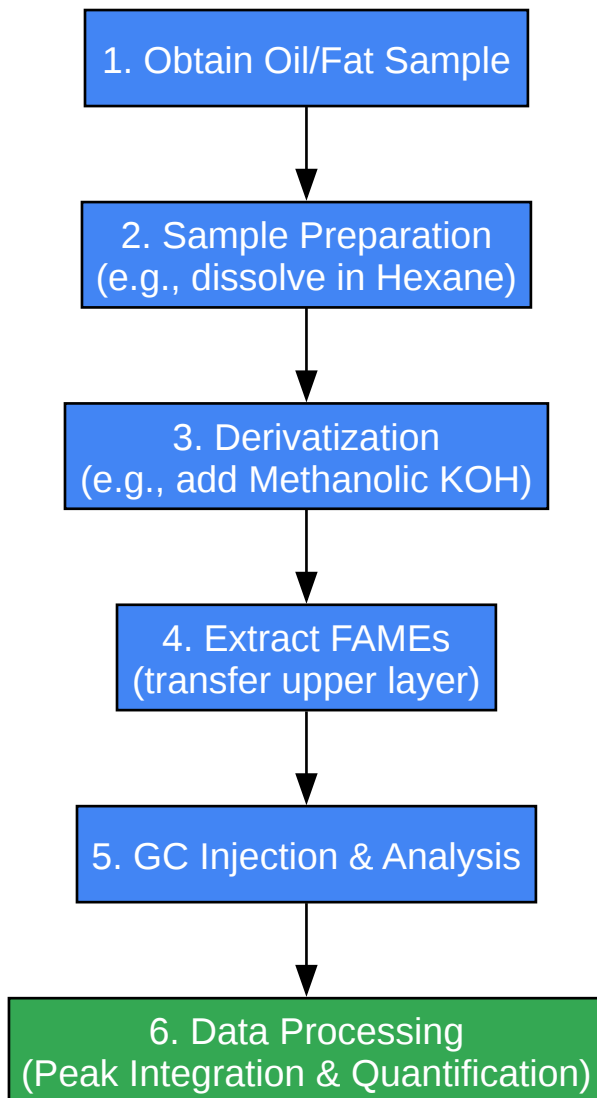 1. Obtain Oil/Fat Sample
2. Sample Preparation
(e.g., dissolve in Hexane)
3. Derivatization
(e.g., add Methanolic KOH)
4. Extract FAMEs
(transfer upper layer)
5. GC Injection & Analysis
6. Data Processing
(Peak Integration & Quantification)